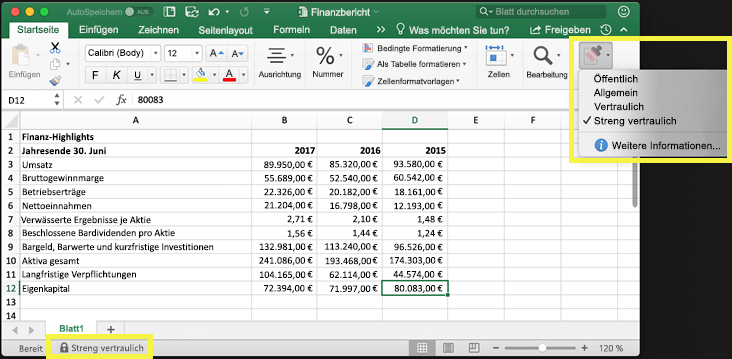 AutoSpeichern AUS Finanzbericht Blatt durchsuchen
Startseite Einfügen Zeichnen Seitenlayout Formeln Daten >> Was möchten Sie tun? Freigeben
Einfügen
Calibri (Body) 12 A A
F K U A
Ausrichtung
% Nummer
Bedingte Formatierung
Als Tabelle formatieren
Zellenformatvorlagen
Zellen
Bearbeitung
Öffentlich
Allgemein
Vertraulich
✓ Streng vertraulich
Weitere Informationen...
D12 fx 80083
A B C D E F
1 Finanz-Highlights
2 Jahresende 30. Juni 2017 2016 2015
3 Umsatz 89.950,00 € 85.320,00 € 93.580,00 €
4 Bruttogewinnmarge 55.689,00 € 52.540,00 € 60.542,00 €
5 Betriebserträge 22.326,00 € 20.182,00 € 18.161,00 €
6 Nettoeinnahmen 21.204,00 € 16.798,00 € 12.193,00 €
7 Verwässerte Ergebnisse je Aktie 2,71 € 2,10 € 1,48 €
8 Beschlossene Bardividenden pro Aktie 1,56 € 1,44 € 1,24 €
9 Bargeld, Barwerte und kurzfristige Investitionen 132.981,00 € 113.240,00 € 96.526,00 €
10 Aktiva gesamt 241.086,00 € 193.468,00 € 174.303,00 €
11 Langfristige Verpflichtungen 104.165,00 € 62.114,00 € 44.574,00 €
12 Eigenkapital 72.394,00 € 71.997,00 € 80.083,00 €
13
14
Blatt1 +
Bereit Streng vertraulich 120 %